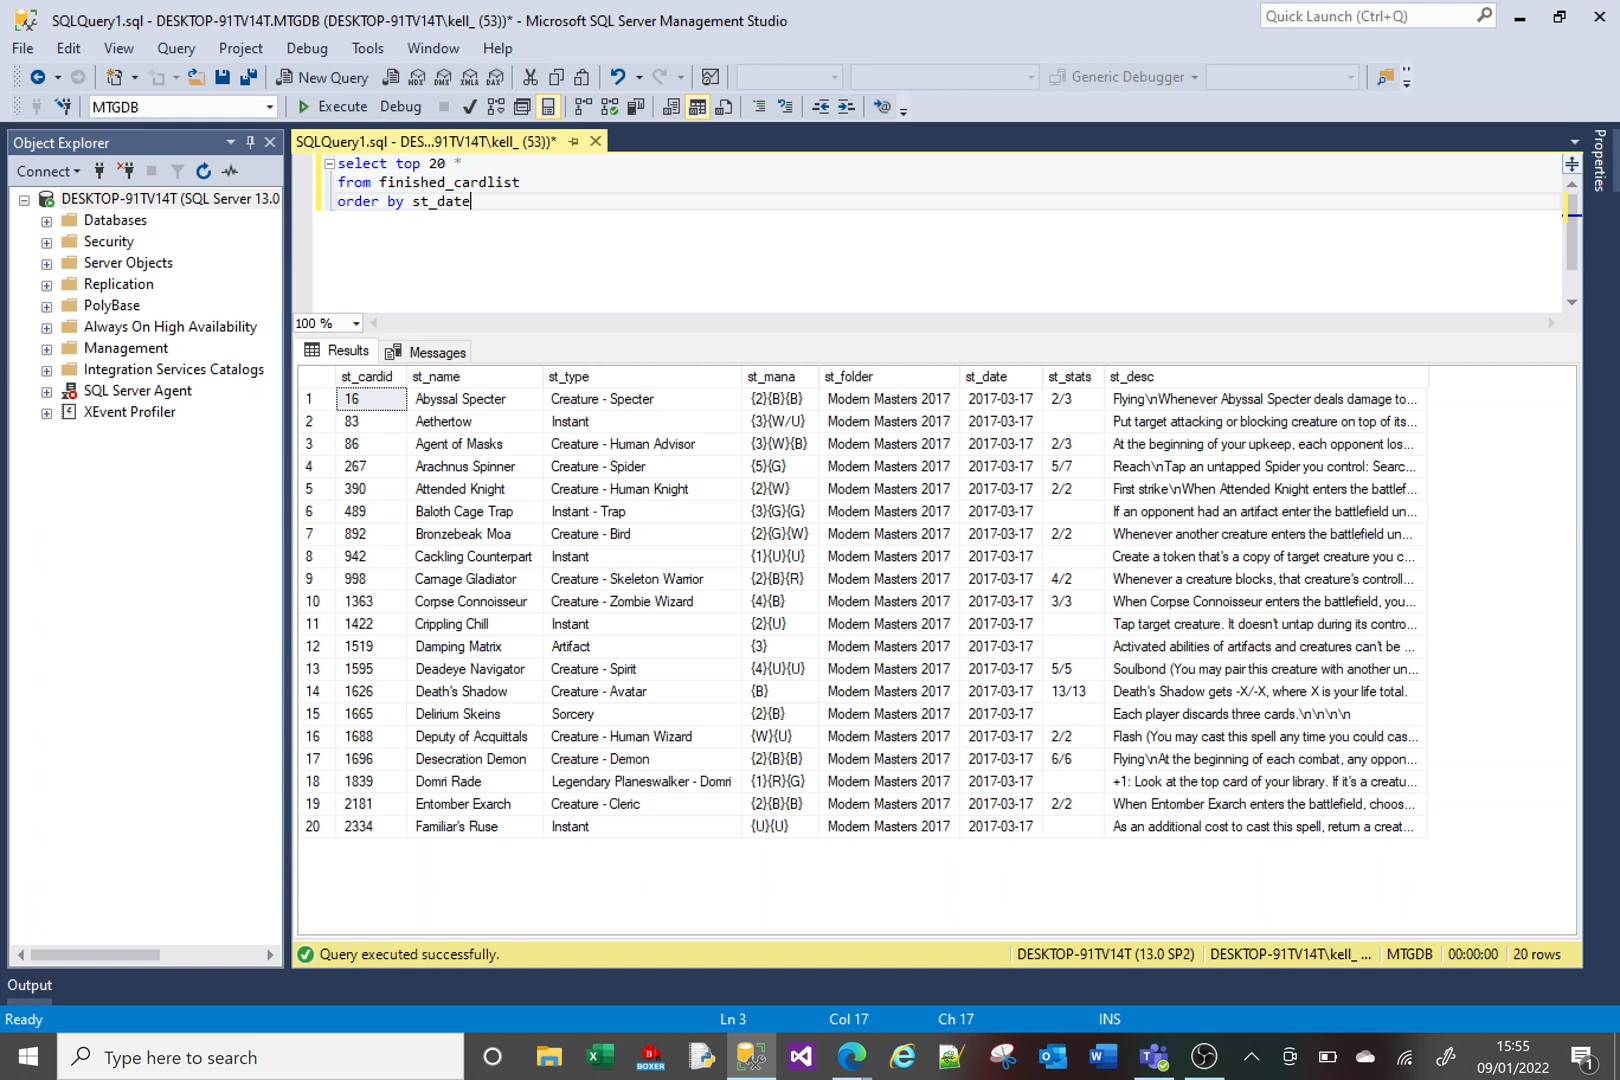 SQLQuery1.sql - DESKTOP-91TV14T.MTGDB (DESKTOP-91TV14T\kell_ (53))* - Microsoft SQL Server Management Studio
Quick Launch (Ctrl+Q)
File Edit View Query Project Debug Tools Window Help
New Query MDX DMX XMLA DAX Generic Debugger
MTGDB Execute Debug
Object Explorer
SQLQuery1.sql - DES...91TV14T\kell_ (53))*
Properties
Connect
DESKTOP-91TV14T (SQL Server 13.0
Databases
Security
Server Objects
Replication
PolyBase
Always On High Availability
Management
Integration Services Catalogs
SQL Server Agent
XEvent Profiler
select top 20 *
from finished_cardlist
order by st_date
100 %
Results Messages
st_cardid st_name st_type st_mana st_folder st_date st_stats st_desc
1 16 Abyssal Specter Creature - Specter {2}{B}{B} Modern Masters 2017 2017-03-17 2/3 Flying\nWhenever Abyssal Specter deals damage to...
2 83 Aethertow Instant {3}{W/U} Modern Masters 2017 2017-03-17 Put target attacking or blocking creature on top of its...
3 86 Agent of Masks Creature - Human Advisor {3}{W}{B} Modern Masters 2017 2017-03-17 2/3 At the beginning of your upkeep, each opponent los...
4 267 Arachnus Spinner Creature - Spider {5}{G} Modern Masters 2017 2017-03-17 5/7 Reach\nTap an untapped Spider you control: Searc...
5 390 Attended Knight Creature - Human Knight {2}{W} Modern Masters 2017 2017-03-17 2/2 First strike\nWhen Attended Knight enters the battlef...
6 489 Baloth Cage Trap Instant - Trap {3}{G}{G} Modern Masters 2017 2017-03-17 If an opponent had an artifact enter the battlefield un...
7 892 Bronzebeak Moa Creature - Bird {2}{G}{W} Modern Masters 2017 2017-03-17 2/2 Whenever another creature enters the battlefield un...
8 942 Cackling Counterpart Instant {1}{U}{U} Modern Masters 2017 2017-03-17 Create a token that's a copy of target creature you c...
9 998 Carnage Gladiator Creature - Skeleton Warrior {2}{B}{R} Modern Masters 2017 2017-03-17 4/2 Whenever a creature blocks, that creature's controll...
10 1363 Corpse Connoisseur Creature - Zombie Wizard {4}{B} Modern Masters 2017 2017-03-17 3/3 When Corpse Connoisseur enters the battlefield, you...
11 1422 Crippling Chill Instant {2}{U} Modern Masters 2017 2017-03-17 Tap target creature. It doesn't untap during its contro...
12 1519 Damping Matrix Artifact {3} Modern Masters 2017 2017-03-17 Activated abilities of artifacts and creatures can't be ...
13 1595 Deadeye Navigator Creature - Spirit {4}{U}{U} Modern Masters 2017 2017-03-17 5/5 Soulbond (You may pair this creature with another un...
14 1626 Death's Shadow Creature - Avatar {B} Modern Masters 2017 2017-03-17 13/13 Death's Shadow gets -X/-X, where X is your life total.
15 1665 Delirium Skeins Sorcery {2}{B} Modern Masters 2017 2017-03-17 Each player discards three cards.\n\n\n\n
16 1688 Deputy of Acquittals Creature - Human Wizard {W}{U} Modern Masters 2017 2017-03-17 2/2 Flash (You may cast this spell any time you could cas...
17 1696 Desecration Demon Creature - Demon {2}{B}{B} Modern Masters 2017 2017-03-17 6/6 Flying\nAt the beginning of each combat, any oppon...
18 1839 Domri Rade Legendary Planeswalker - Domri {1}{R}{G} Modern Masters 2017 2017-03-17 +1: Look at the top card of your library. If it's a creatu...
19 2181 Entomber Exarch Creature - Cleric {2}{B}{B} Modern Masters 2017 2017-03-17 2/2 When Entomber Exarch enters the battlefield, choos...
20 2334 Familiar's Ruse Instant {U}{U} Modern Masters 2017 2017-03-17 As an additional cost to cast this spell, return a creat...
Query executed successfully. DESKTOP-91TV14T (13.0 SP2) DESKTOP-91TV14T\kell_ ... MTGDB 00:00:00 20 rows
Output
Ready Ln 3 Col 17 Ch 17 INS
Type here to search
BOXER
15:55
09/01/2022
1